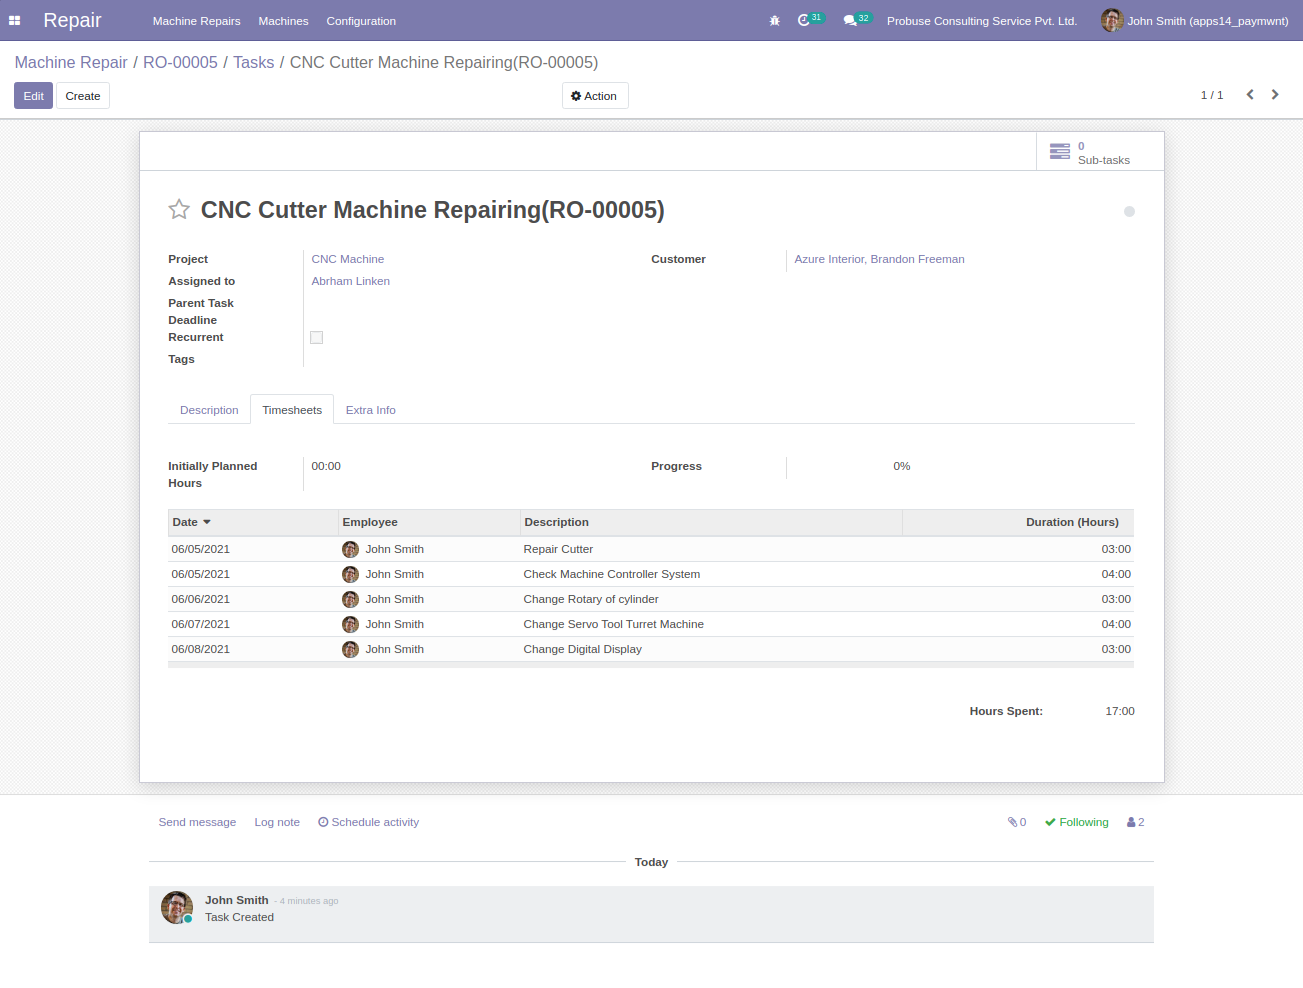 Repair Machine Repairs Machines Configuration 31 32 Probuse Consulting Service Pvt. Ltd. John Smith (apps14_paymwnt)
Machine Repair / RO-00005 / Tasks / CNC Cutter Machine Repairing(RO-00005)
Edit Create Action 1 / 1
0
Sub-tasks
CNC Cutter Machine Repairing(RO-00005)
Project CNC Machine Customer Azure Interior, Brandon Freeman
Assigned to Abrham Linken
Parent Task
Deadline
Recurrent
Tags
Description Timesheets Extra Info
Initially Planned Hours 00:00 Progress 0%
Date Employee Description Duration (Hours)
06/05/2021 John Smith Repair Cutter 03:00
06/05/2021 John Smith Check Machine Controller System 04:00
06/06/2021 John Smith Change Rotary of cylinder 03:00
06/07/2021 John Smith Change Servo Tool Turret Machine 04:00
06/08/2021 John Smith Change Digital Display 03:00
Hours Spent: 17:00
Send message Log note Schedule activity 0 Following 2
Today
John Smith - 4 minutes ago
Task Created